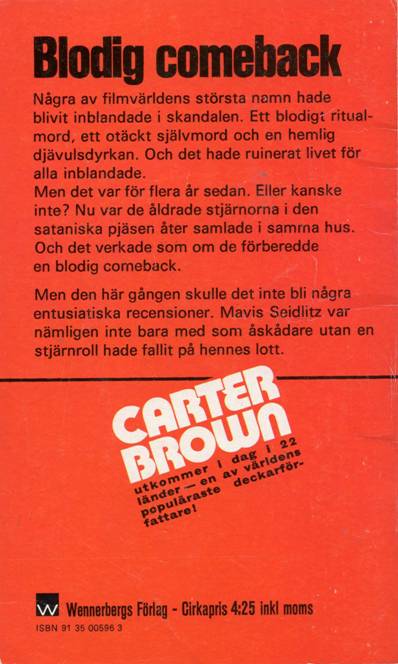 Blodig comeback
Några av filmvärldens största namn hade
blivit inblandade i skandalen. Ett blodigt ritual-
mord, ett otäckt självmord och en hemlig
djävulsdyrkan. Och det hade ruinerat livet för
alla inblandade.
Men det var för flera år sedan. Eller kanske
inte? Nu var de åldrade stjärnorna i den
sataniska pjäsen åter samlade i samma hus.
Och det verkade som om de förberedde
en blodig comeback.
Men den här gången skulle det inte bli några
entusiatiska recensioner. Mavis Seidlitz var
nämligen inte bara med som åskådare utan en
stjärnroll hade fallit på hennes lott.
CARTER
BROWN
utkommer i dag i 22
länder — en av världens
populäraste deckarför-
fattare!
W Wennerbergs Förlag - Cirkapris 4:25 inkl moms
ISBN 91 35 00596 3